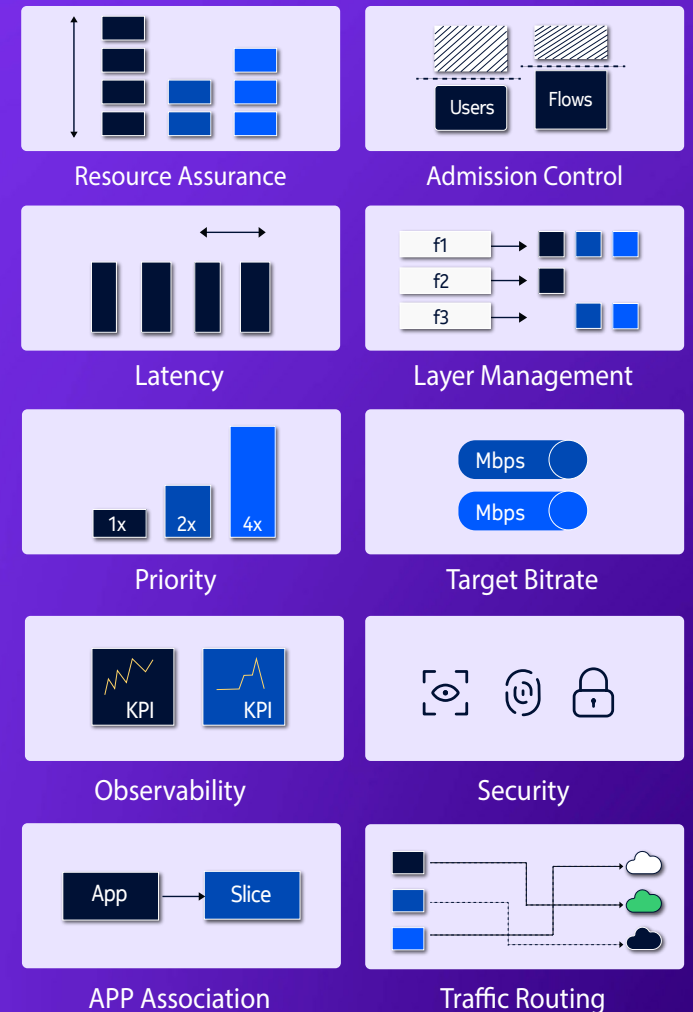 Users
Flows
Resource Assurance
Admission Control
f1
f2
f3
Latency
Layer Management
1x
2x
4x
Mbps
Mbps
Priority
Target Bitrate
KPI
KPI
Observability
Security
App
Slice
APP Association
Traffic Routing